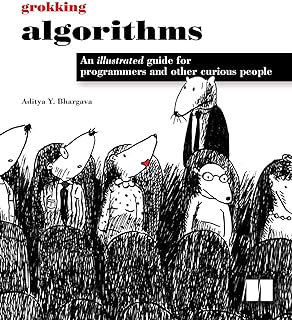 grokking
algorithms
An illustrated guide for
programmers and other curious people
Aditya Y. Bhargava